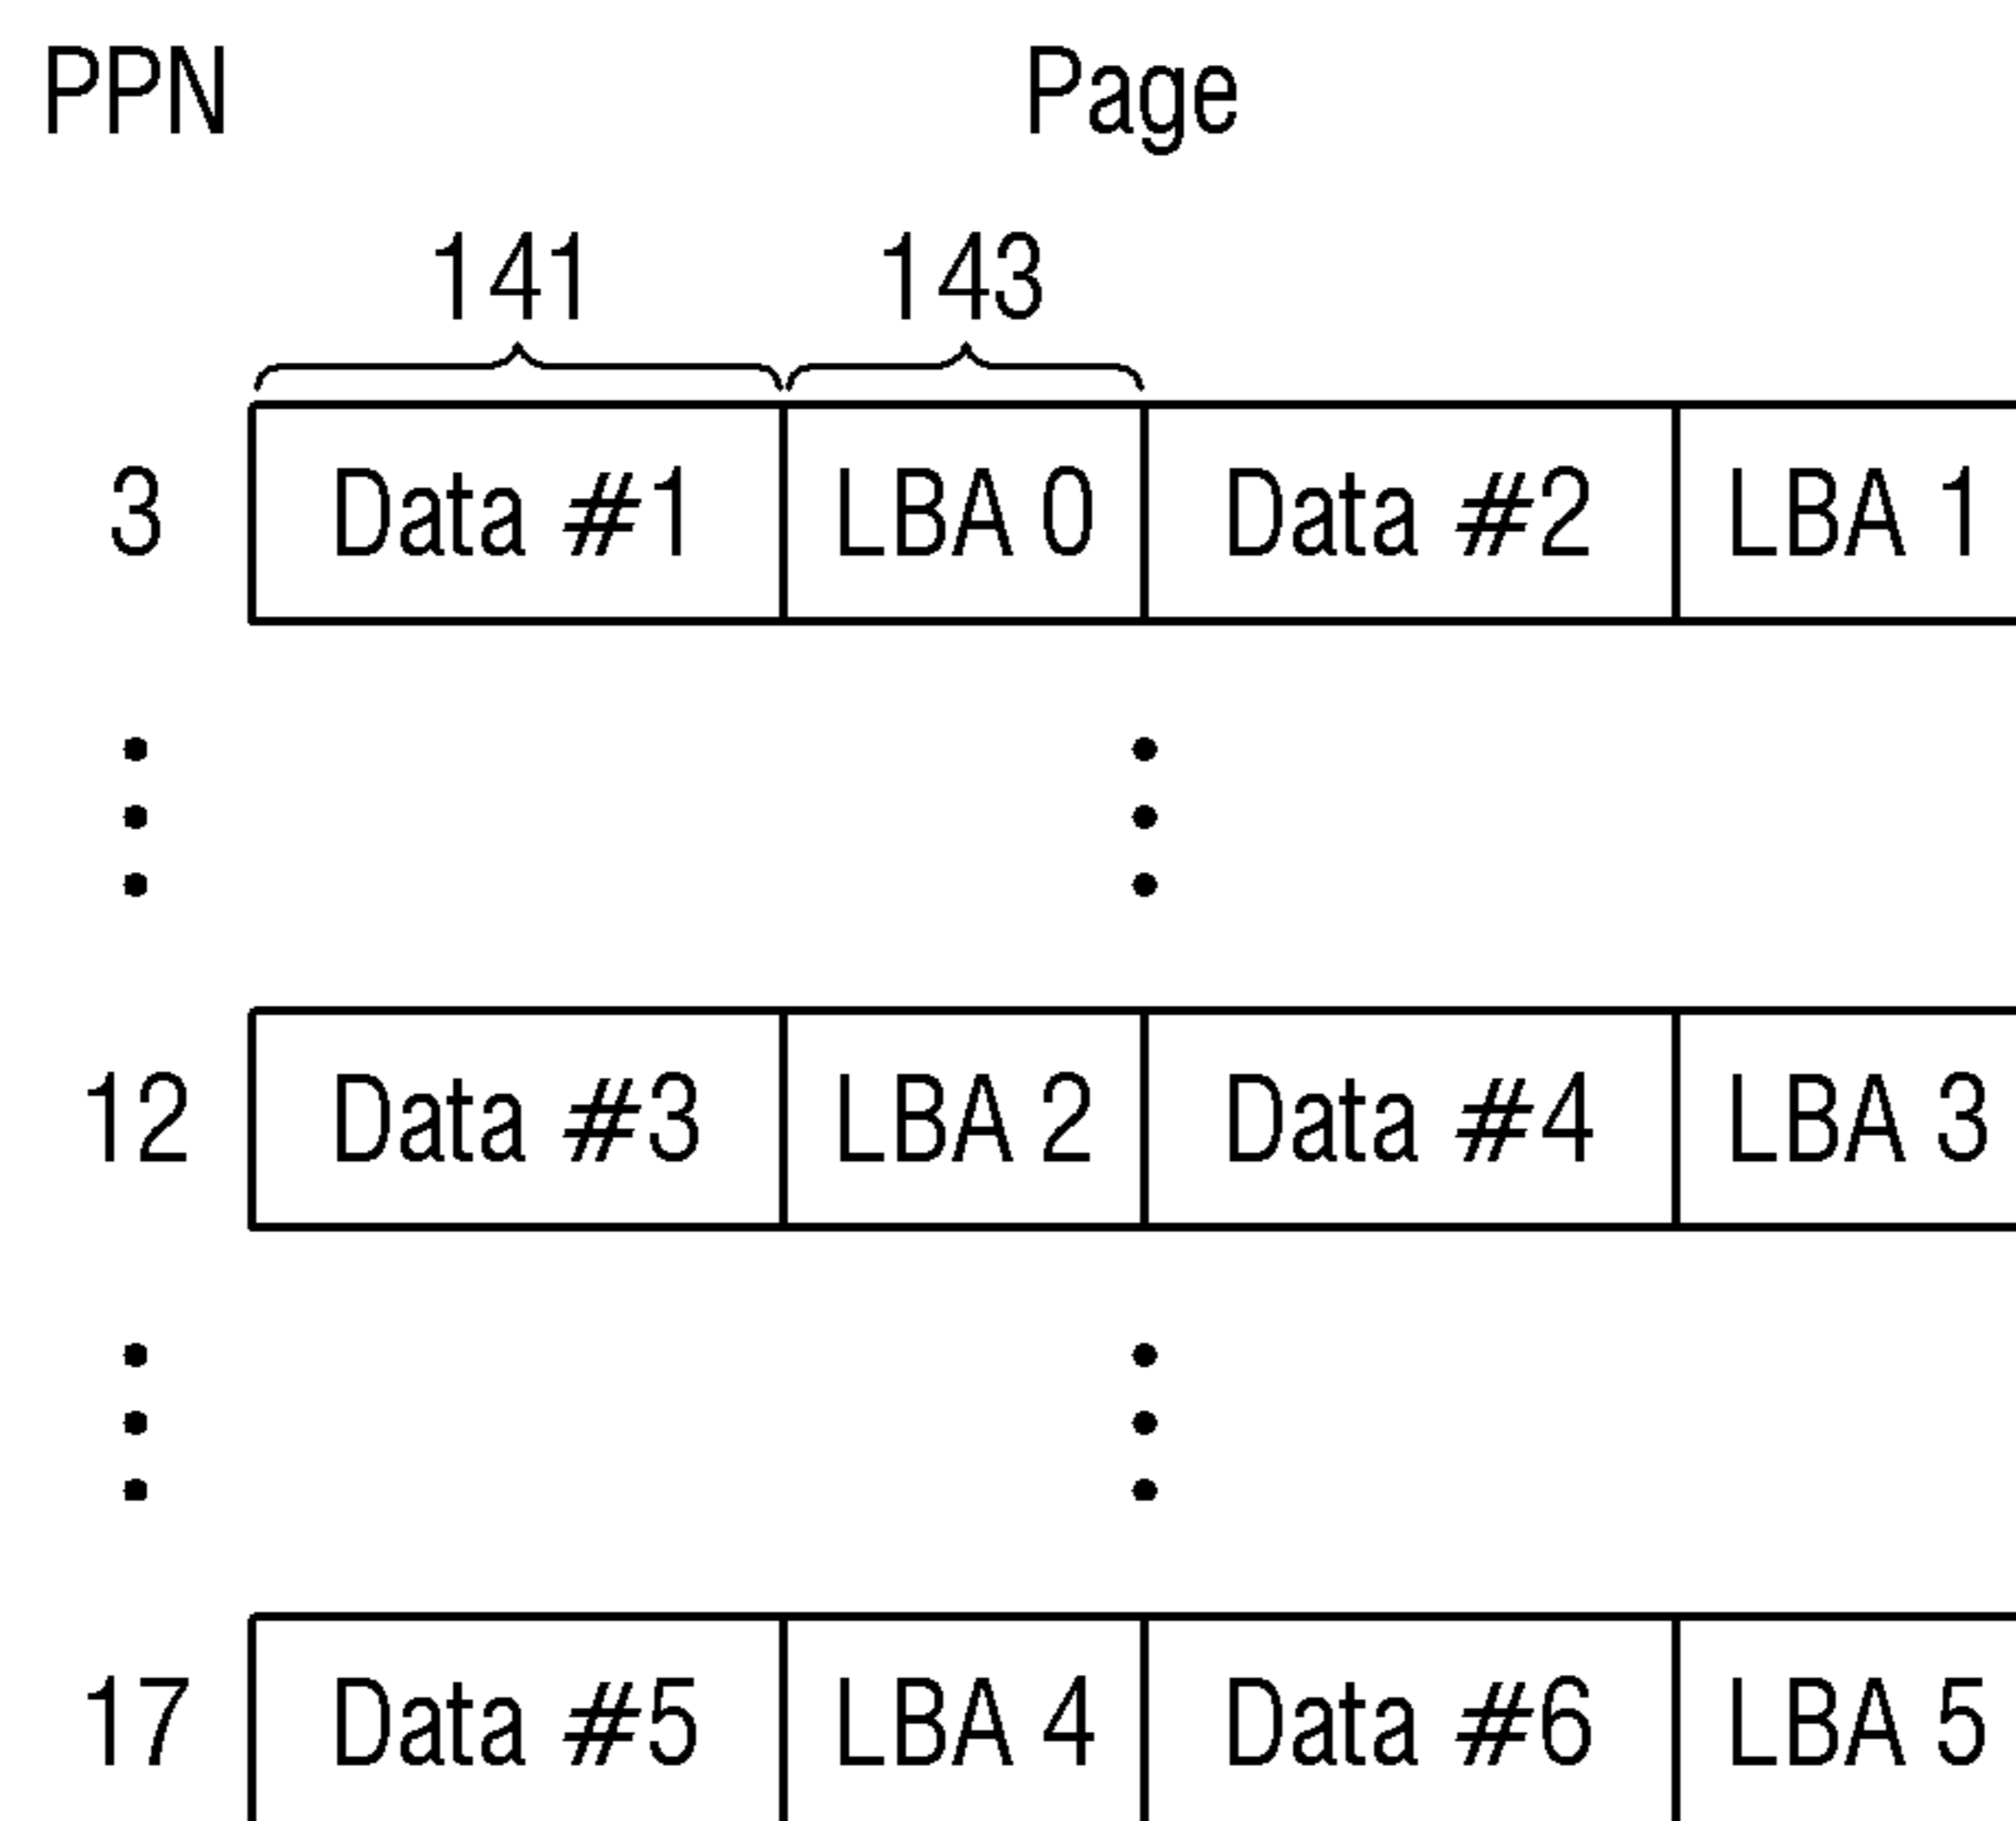 PPN Page
141 143
3 Data #1 LBA 0 Data #2 LBA 1
12 Data #3 LBA 2 Data #4 LBA 3
17 Data #5 LBA 4 Data #6 LBA 5